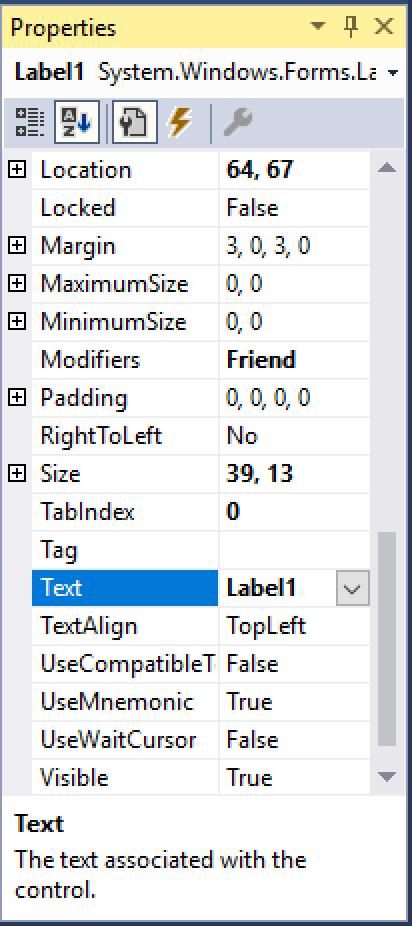 Properties
Label1 System.Windows.Forms.La
A
Z
Location 64, 67
Locked False
Margin 3, 0, 3, 0
MaximumSize 0, 0
MinimumSize 0, 0
Modifiers Friend
Padding 0, 0, 0, 0
RightToLeft No
Size 39, 13
TabIndex 0
Tag
Text Label1
TextAlign TopLeft
UseCompatibleT
False
UseMnemonic True
UseWaitCursor False
Visible True
Text
The text associated with the
control.